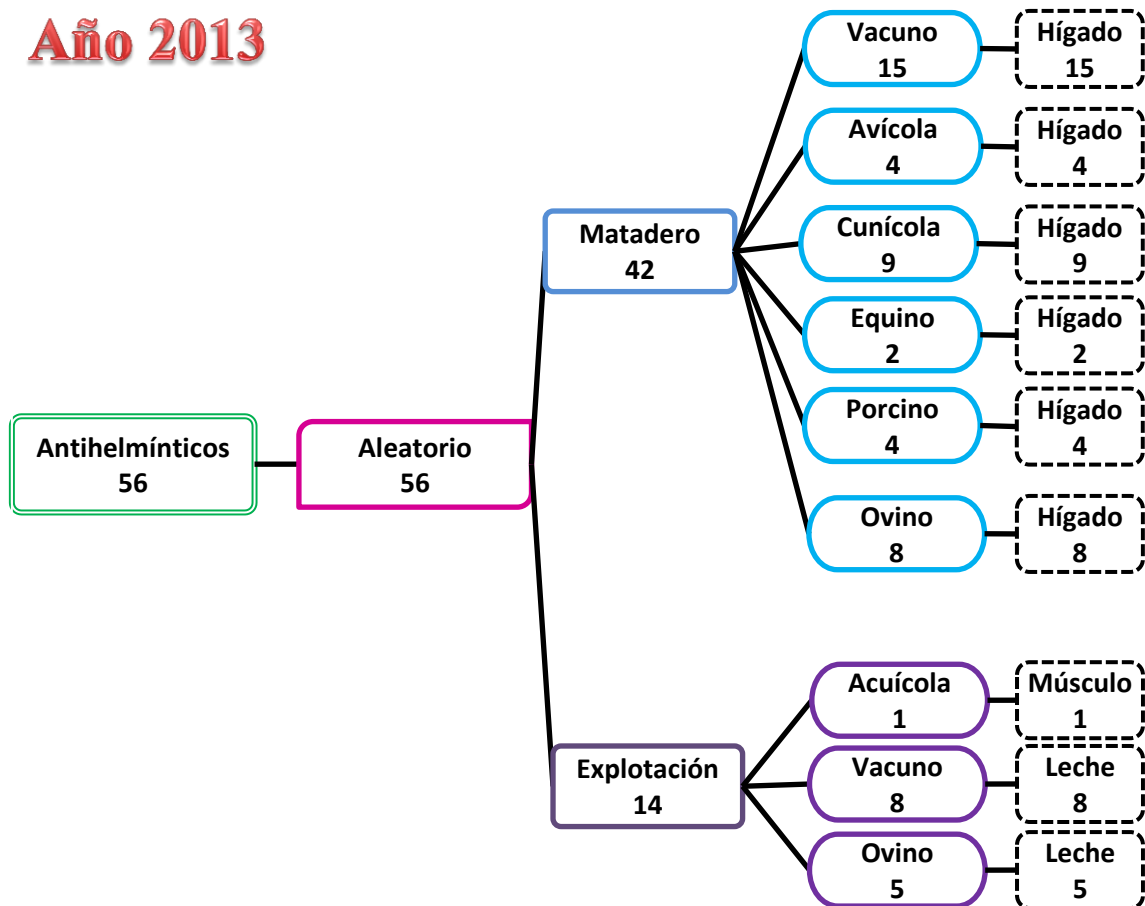 Año 2013
Antihelmínticos
56
Aleatorio
56
Matadero
42
Vacuno
15
Hígado
15
Avícola
4
Hígado
4
Cunícola
9
Hígado
9
Equino
2
Hígado
2
Porcino
4
Hígado
4
Ovino
8
Hígado
8
Explotación
14
Acuícola
1
Músculo
1
Vacuno
8
Leche
8
Ovino
5
Leche
5